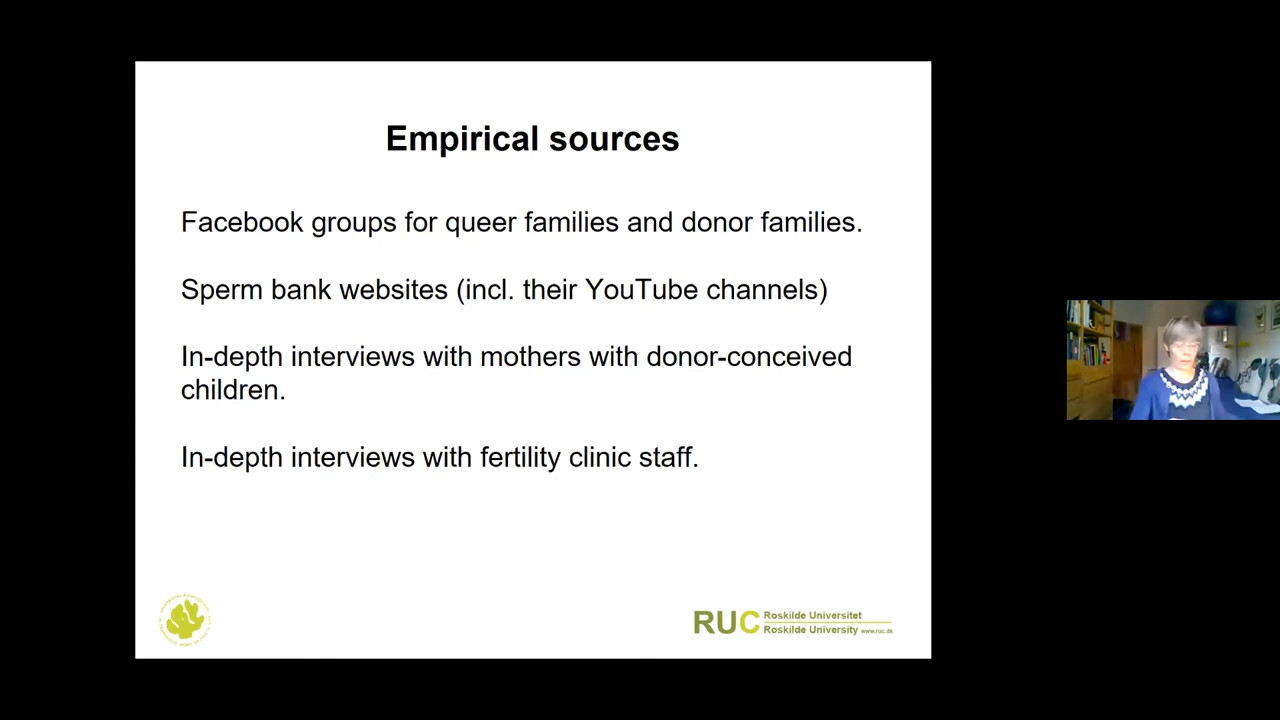 Empirical sources
Facebook groups for queer families and donor families.
Sperm bank websites (incl. their YouTube channels)
In-depth interviews with mothers with donor-conceived
children.
In-depth interviews with fertility clinic staff.
RUC Roskilde Universitet
Roskilde University www.ruc.dk